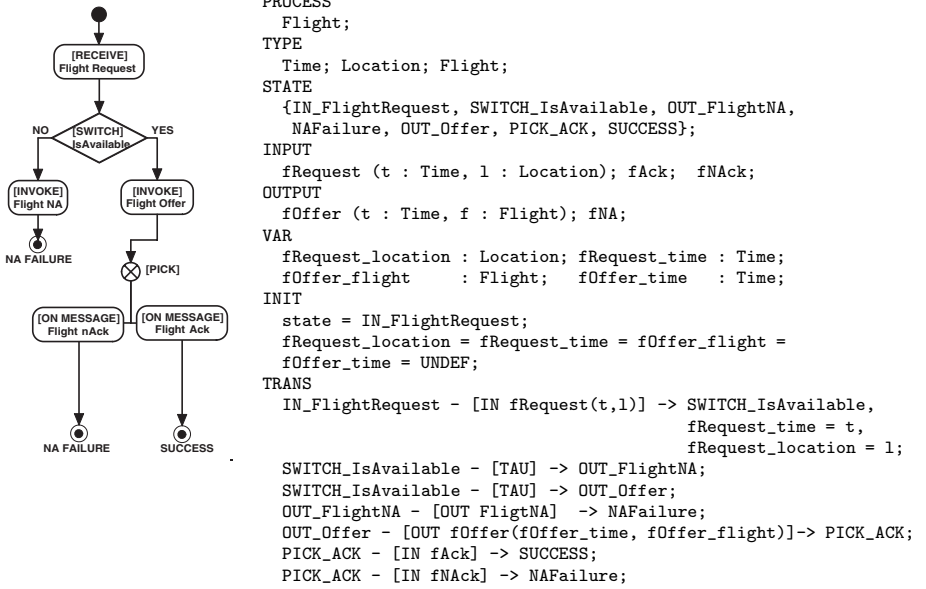 [RECEIVE]
Flight Request
NO
[SWITCH]
IsAvailable
YES
[INVOKE]
Flight NA
[INVOKE]
Flight Offer
NA FAILURE
[PICK]
[ON MESSAGE]
Flight nAck
[ON MESSAGE]
Flight Ack
NA FAILURE
SUCCESS
PROCESS
Flight;
TYPE
Time; Location; Flight;
STATE
{IN_FlightRequest, SWITCH_IsAvailable, OUT_FlightNA,
NAFailure, OUT_Offer, PICK_ACK, SUCCESS};
INPUT
fRequest (t : Time, l : Location); fAck; fNAck;
OUTPUT
fOffer (t : Time, f : Flight); fNA;
VAR
fRequest_location : Location; fRequest_time : Time;
fOffer_flight : Flight; fOffer_time : Time;
INIT
state = IN_FlightRequest;
fRequest_location = fRequest_time = fOffer_flight =
fOffer_time = UNDEF;
TRANS
IN_FlightRequest - [IN fRequest(t,l)] -> SWITCH_IsAvailable,
fRequest_time = t,
fRequest_location = l;
SWITCH_IsAvailable - [TAU] -> OUT_FlightNA;
SWITCH_IsAvailable - [TAU] -> OUT_Offer;
OUT_FlightNA - [OUT FligtNA] -> NAFailure;
OUT_Offer - [OUT fOffer(fOffer_time, fOffer_flight)]-> PICK_ACK;
PICK_ACK - [IN fAck] -> SUCCESS;
PICK_ACK - [IN fNAck] -> NAFailure;